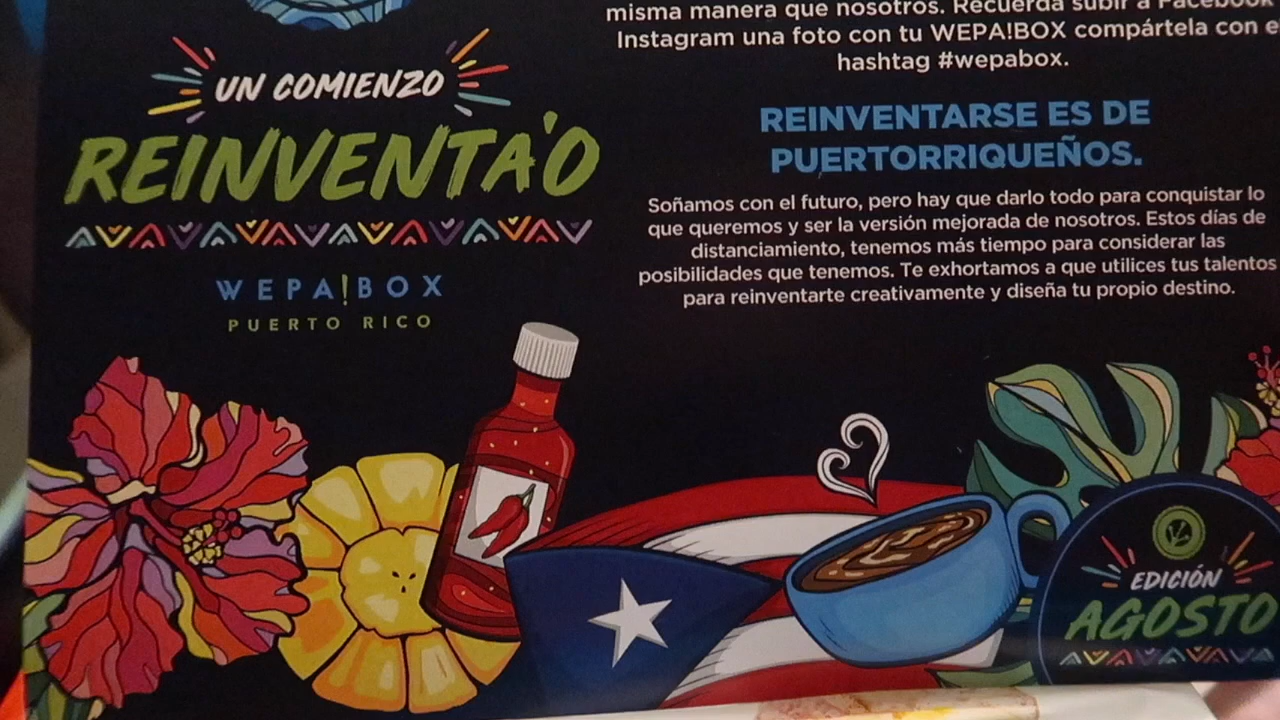 UN COMIENZO
REINVENTA'O
WEPA!BOX
PUERTO RICO
misma manera que nosotros. Recuerda subir a Facebook
Instagram una foto con tu WEPA!BOX compártela con e
hashtag #wepabox.
REINVENTARSE ES DE
PUERTORRIQUEÑOS.
Soñamos con el futuro, pero hay que darlo todo para conquistar lo
que queremos y ser la versión mejorada de nosotros. Estos días de
distanciamiento, tenemos más tiempo para considerar las
posibilidades que tenemos. Te exhortamos a que utilices tus talentos
para reinventarte creativamente y diseña tu propio destino.
EDICIÓN
AGOSTO